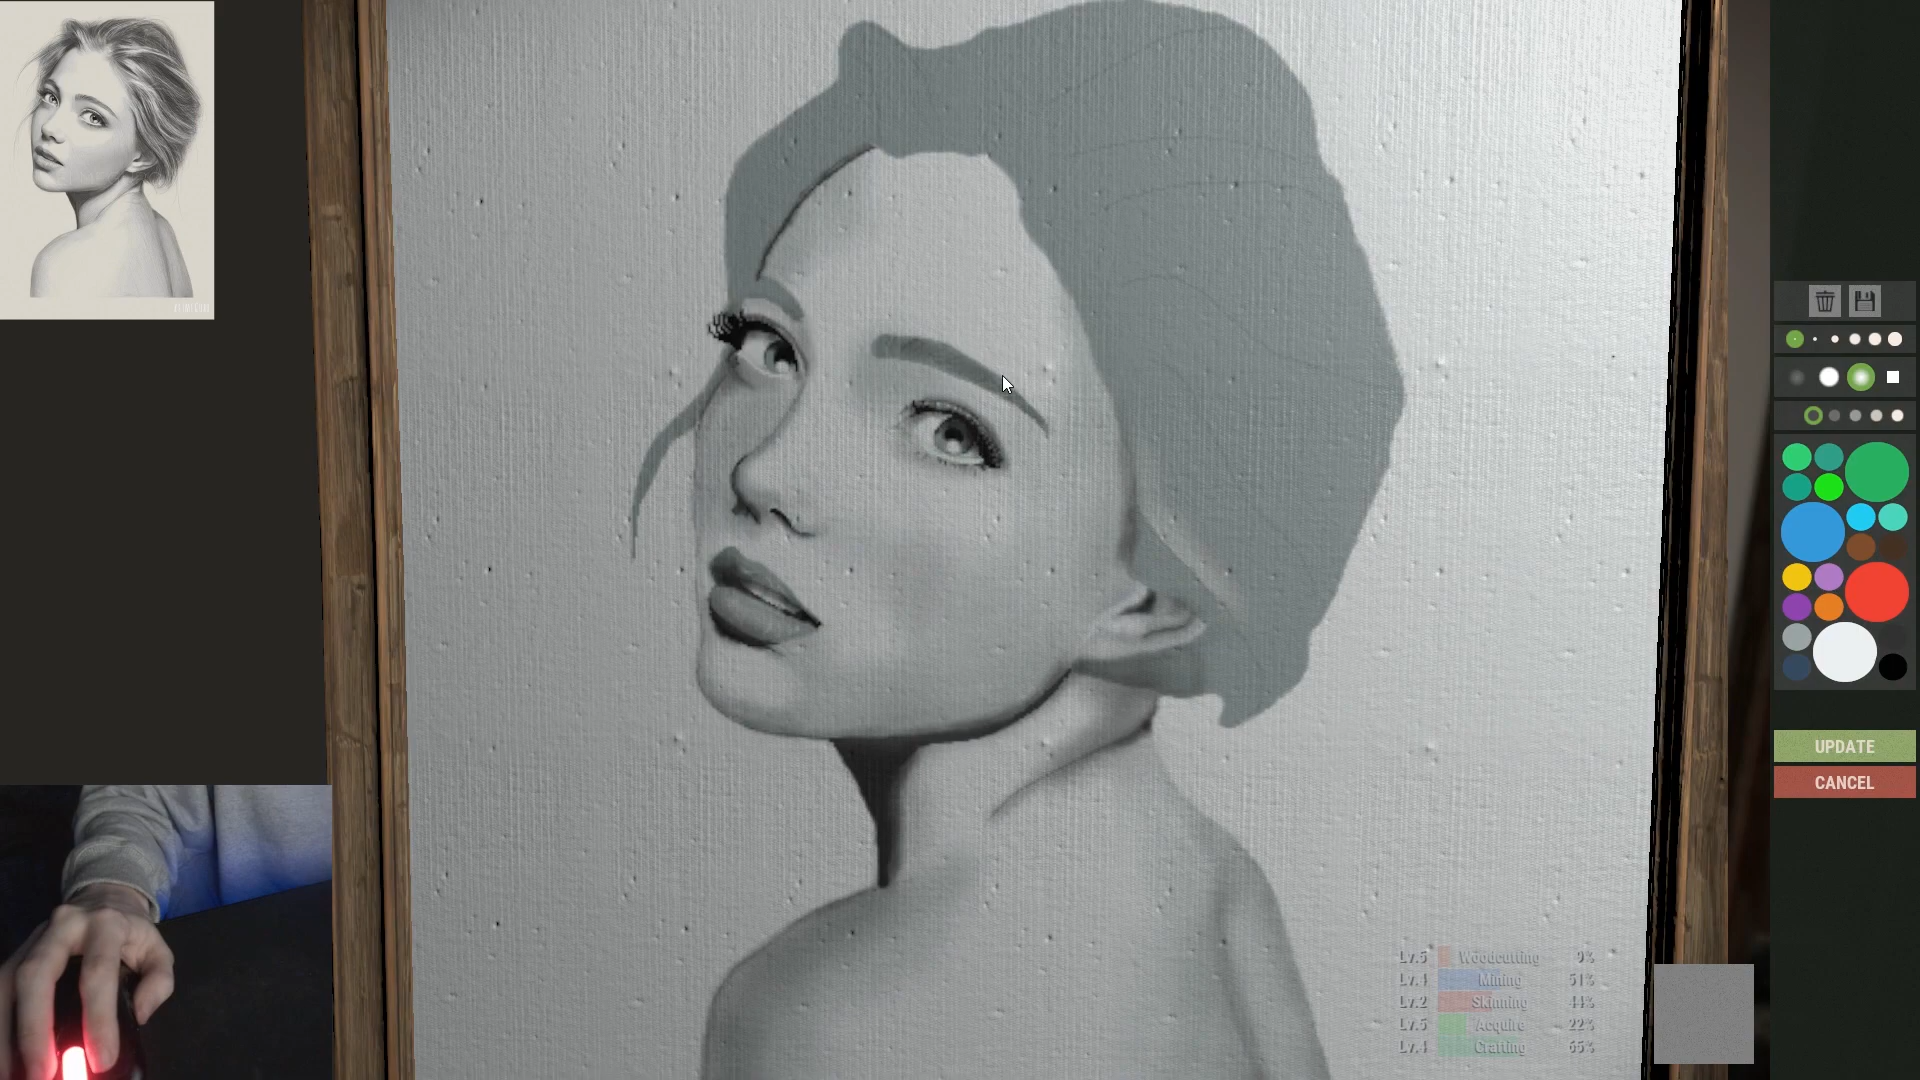 UPDATE
CANCEL
Lv.5 Woodcutting 9%
Lv.4 Mining 51%
Lv.2 Skinning 44%
Lv.5 Acquire 22%
Lv.4 Crafting 65%